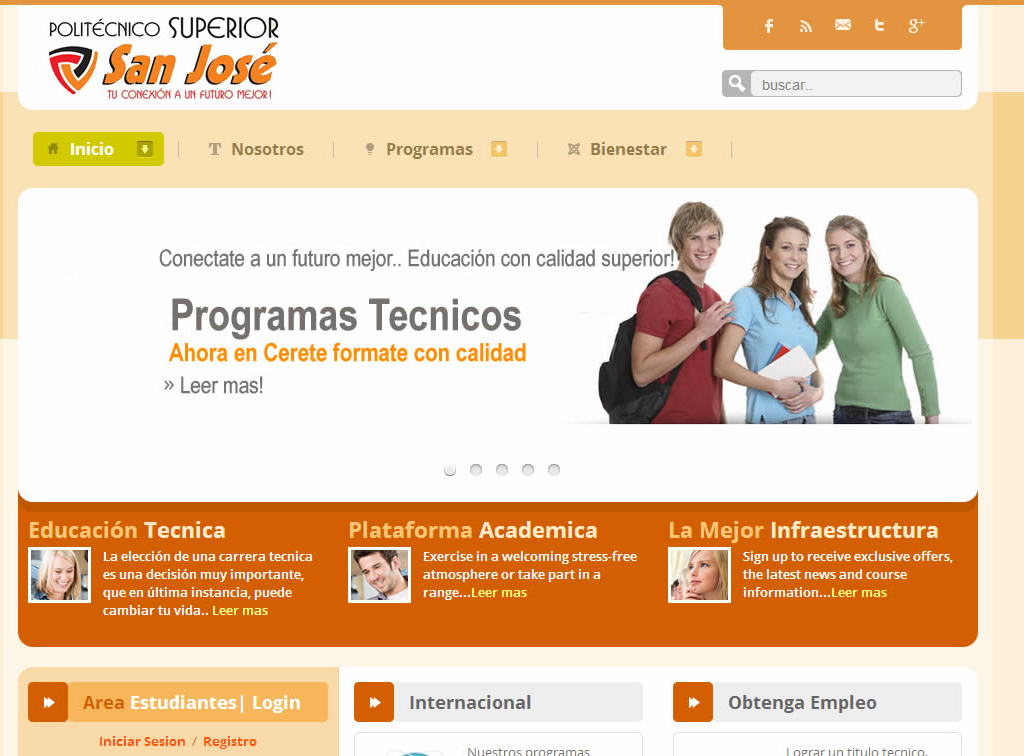 POLITÉCNICO SUPERIOR
San José
TU CONEXIÓN A UN FUTURO MEJOR!
buscar..
Inicio
Nosotros
Programas
Bienestar
Conectate a un futuro mejor.. Educación con calidad superior!
Programas Tecnicos
Ahora en Cerete formate con calidad
» Leer mas!
Educación Tecnica
La elección de una carrera tecnica
es una decisión muy importante,
que en última instancia, puede
cambiar tu vida.. Leer mas
Plataforma Academica
Exercise in a welcoming stress-free
atmosphere or take part in a
range...Leer mas
La Mejor Infraestructura
Sign up to receive exclusive offers,
the latest news and course
information...Leer mas
Area Estudiantes| Login
Iniciar Sesion / Registro
Internacional
Nuestros programas
Obtenga Empleo
Lograr un titulo tecnico,